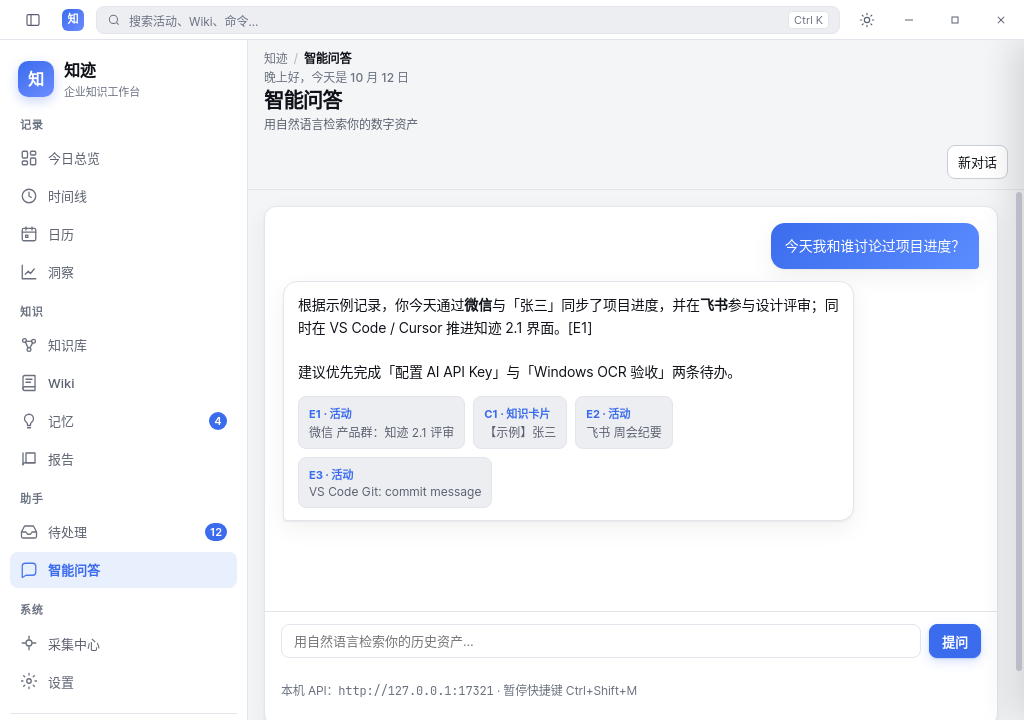 知
搜索活动、Wiki、命令...
Ctrl K
知
知迹
企业知识工作台
记录
今日总览
时间线
日历
洞察
知识
知识库
Wiki
记忆
4
报告
助手
待处理
12
智能问答
系统
采集中心
设置
知迹 / 智能问答
晚上好，今天是 10 月 12 日
智能问答
用自然语言检索你的数字资产
新对话
今天我和谁讨论过项目进度？
根据示例记录，你今天通过微信与「张三」同步了项目进度，并在飞书参与设计评审；同
时在 VS Code / Cursor 推进知迹 2.1 界面。[E1]
建议优先完成「配置 AI API Key」与「Windows OCR 验收」两条待办。
E1 · 活动
微信 产品群：知迹 2.1 评审
C1 · 知识卡片
【示例】张三
E2 · 活动
飞书 周会纪要
E3 · 活动
VS Code Git: commit message
用自然语言检索你的历史资产...
提问
本机 API：http://127.0.0.1:17321 · 暂停快捷键 Ctrl+Shift+M